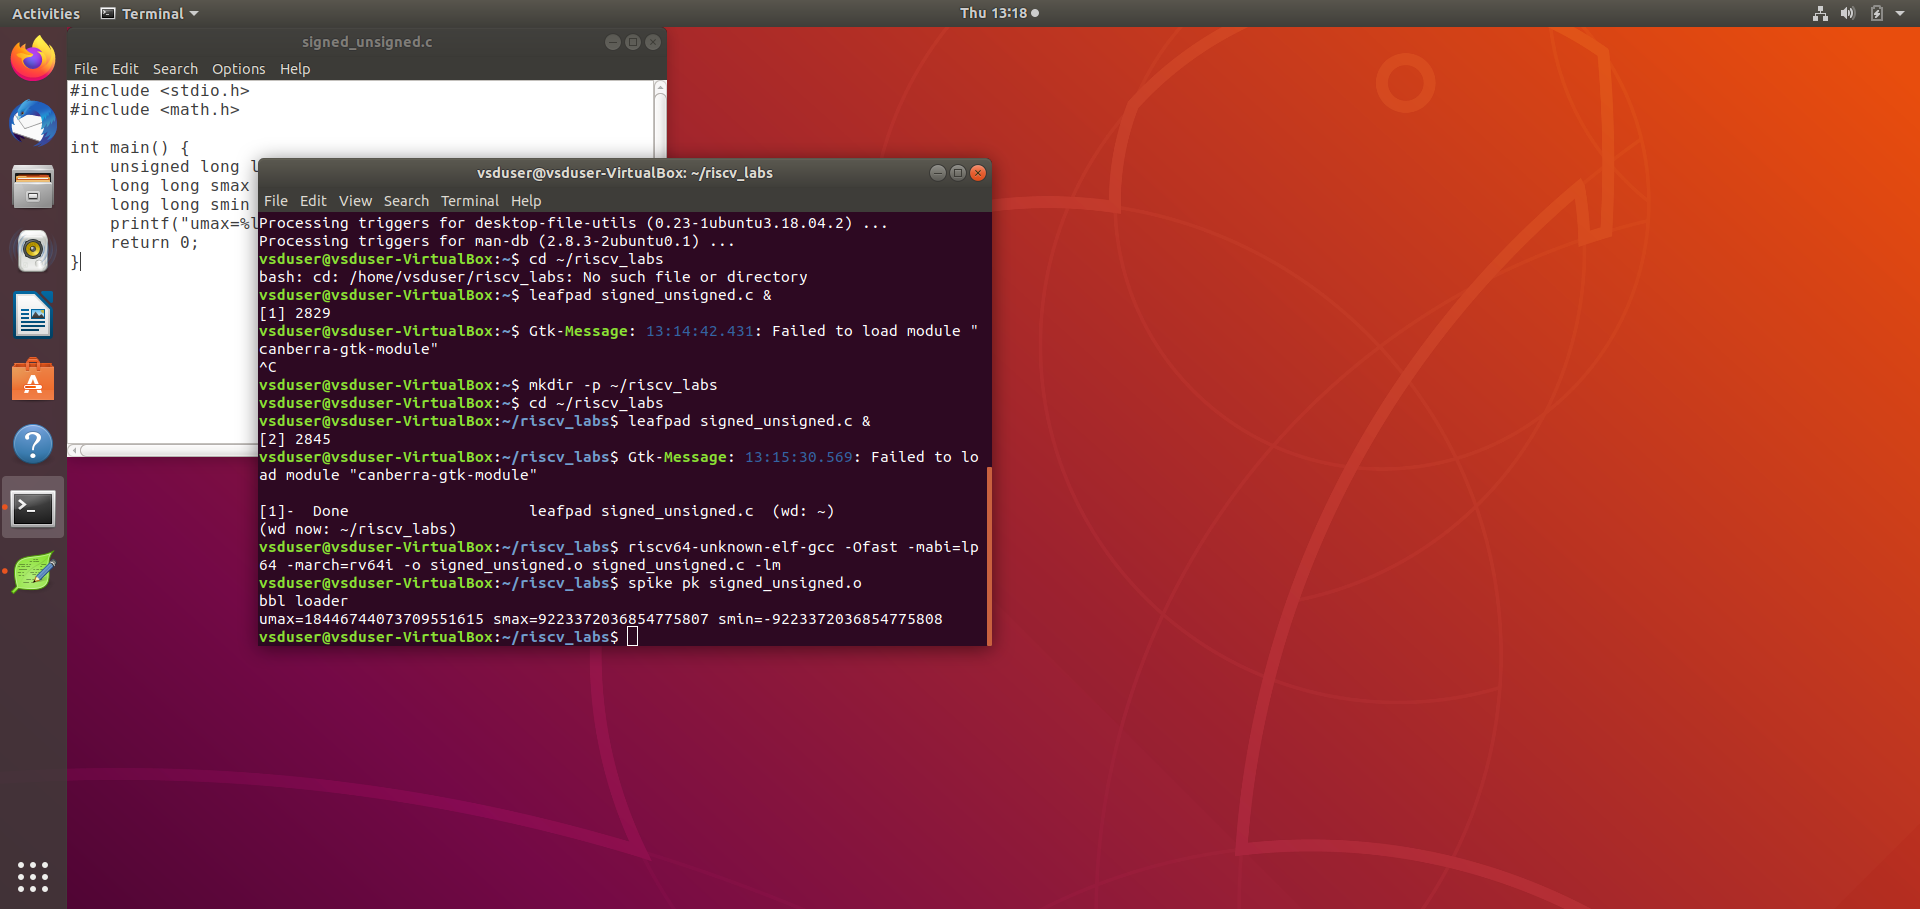 Activities Terminal Thu 13:18
signed_unsigned.c
File Edit Search Options Help
#include <stdio.h>
#include <math.h>
int main() {
unsigned long l
long long smax
long long smin
printf("umax=%l
return 0;
}
vsduser@vsduser-VirtualBox: ~/riscv_labs
File Edit View Search Terminal Help
Processing triggers for desktop-file-utils (0.23-1ubuntu3.18.04.2) ...
Processing triggers for man-db (2.8.3-2ubuntu0.1) ...
vsduser@vsduser-VirtualBox:~$ cd ~/riscv_labs
bash: cd: /home/vsduser/riscv_labs: No such file or directory
vsduser@vsduser-VirtualBox:~$ leafpad signed_unsigned.c &
[1] 2829
vsduser@vsduser-VirtualBox:~$ Gtk-Message: 13:14:42.431: Failed to load module "
canberra-gtk-module"
^C
vsduser@vsduser-VirtualBox:~$ mkdir -p ~/riscv_labs
vsduser@vsduser-VirtualBox:~$ cd ~/riscv_labs
vsduser@vsduser-VirtualBox:~/riscv_labs$ leafpad signed_unsigned.c &
[2] 2845
vsduser@vsduser-VirtualBox:~/riscv_labs$ Gtk-Message: 13:15:30.569: Failed to lo
ad module "canberra-gtk-module"
[1]-  Done                    leafpad signed_unsigned.c  (wd: ~)
(wd now: ~/riscv_labs)
vsduser@vsduser-VirtualBox:~/riscv_labs$ riscv64-unknown-elf-gcc -Ofast -mabi=lp
64 -march=rv64i -o signed_unsigned.o signed_unsigned.c -lm
vsduser@vsduser-VirtualBox:~/riscv_labs$ spike pk signed_unsigned.o
bbl loader
umax=18446744073709551615 smax=9223372036854775807 smin=-9223372036854775808
vsduser@vsduser-VirtualBox:~/riscv_labs$